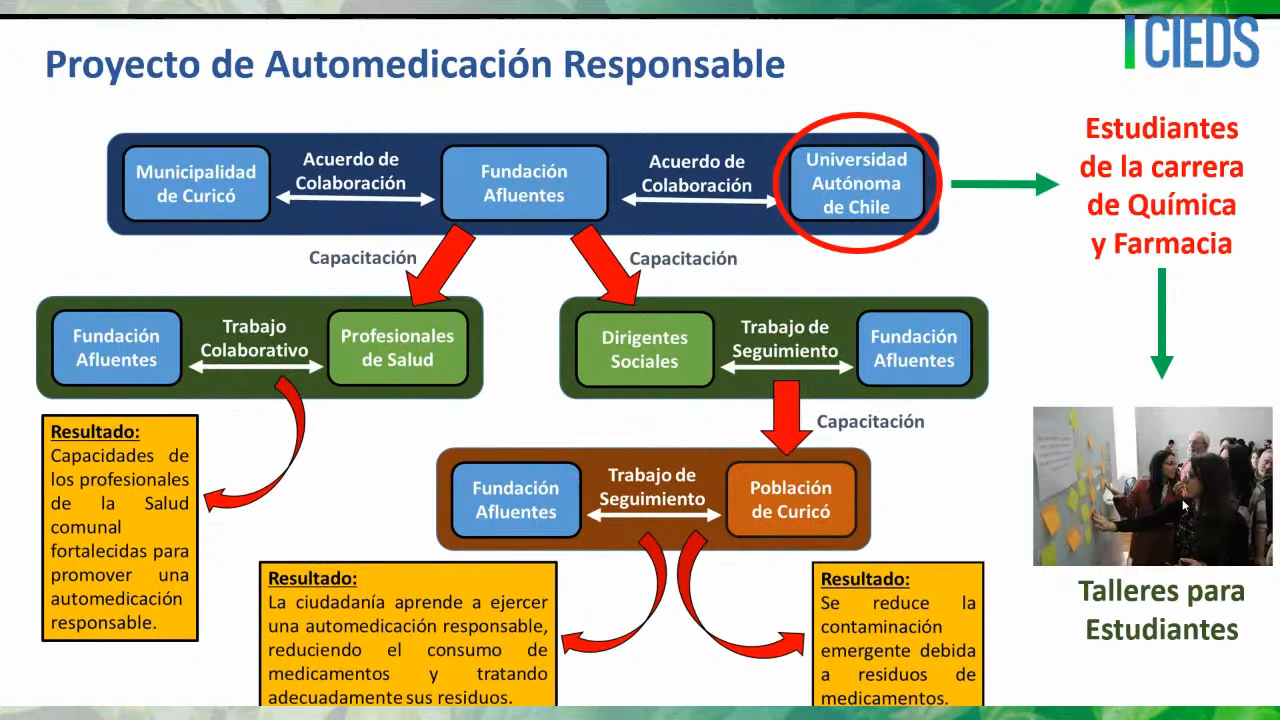 CIEDS
Proyecto de Automedicación Responsable
Municipalidad
de Curicó
Acuerdo de
Colaboración
Fundación
Afluentes
Acuerdo de
Colaboración
Universidad
Autónoma
de Chile
Estudiantes
de la carrera
de Química
y Farmacia
Capacitación
Capacitación
Fundación
Afluentes
Trabajo
Colaborativo
Profesionales
de Salud
Dirigentes
Sociales
Trabajo de
Seguimiento
Fundación
Afluentes
Capacitación
Resultado:
Capacidades de
los profesionales
de la Salud
comunal
fortalecidas para
promover una
automedicación
responsable.
Fundación
Afluentes
Trabajo de
Seguimiento
Población
de Curicó
Resultado:
La ciudadanía aprende a ejercer
una automedicación responsable,
reduciendo el consumo de
medicamentos y tratando
adecuadamente sus residuos.
Resultado:
Se reduce la
contaminación
emergente debida
a residuos de
medicamentos.
Talleres para
Estudiantes